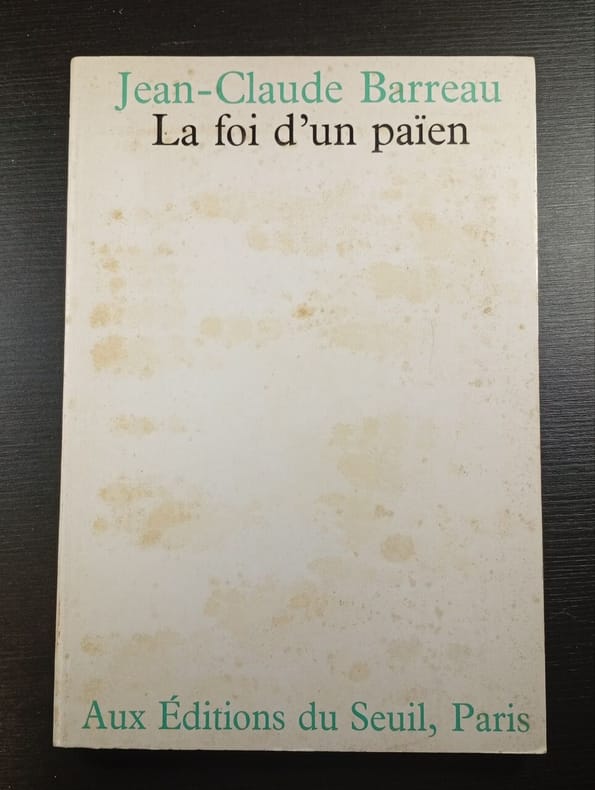 Jean-Claude Barreau
La foi d'un païen
Aux Éditions du Seuil, Paris